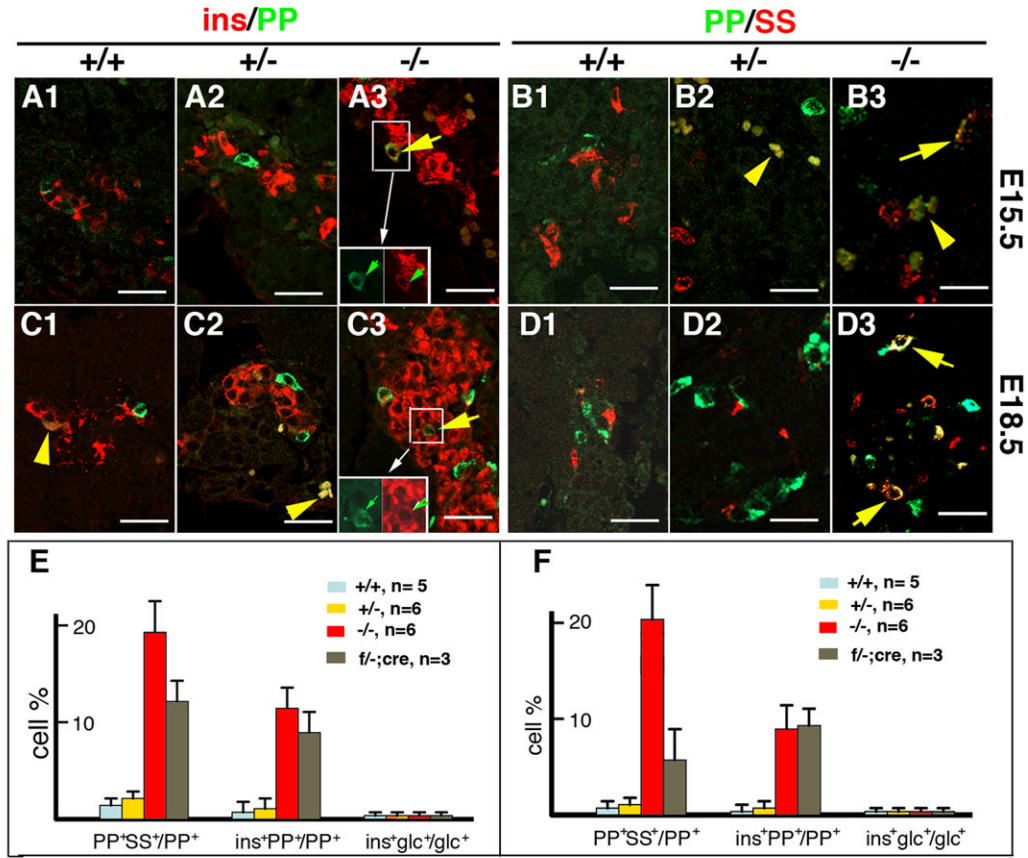 ins/PP PP/SS
+/+ +/- -/- +/+ +/- -/-
A1 A2 A3 B1 B2 B3
E15.5
C1 C2 C3 D1 D2 D3
E18.5
E
+/+, n= 5
+/-, n=6
-/-, n=6
f/-;cre, n=3
20
10
cell %
PP⁺SS⁺/PP⁺ ins⁺PP⁺/PP⁺ ins⁺glc⁺/glc⁺
F
+/+, n= 5
+/-, n=6
-/-, n=6
f/-;cre, n=3
20
10
cell %
PP⁺SS⁺/PP⁺ ins⁺PP⁺/PP⁺ ins⁺glc⁺/glc⁺